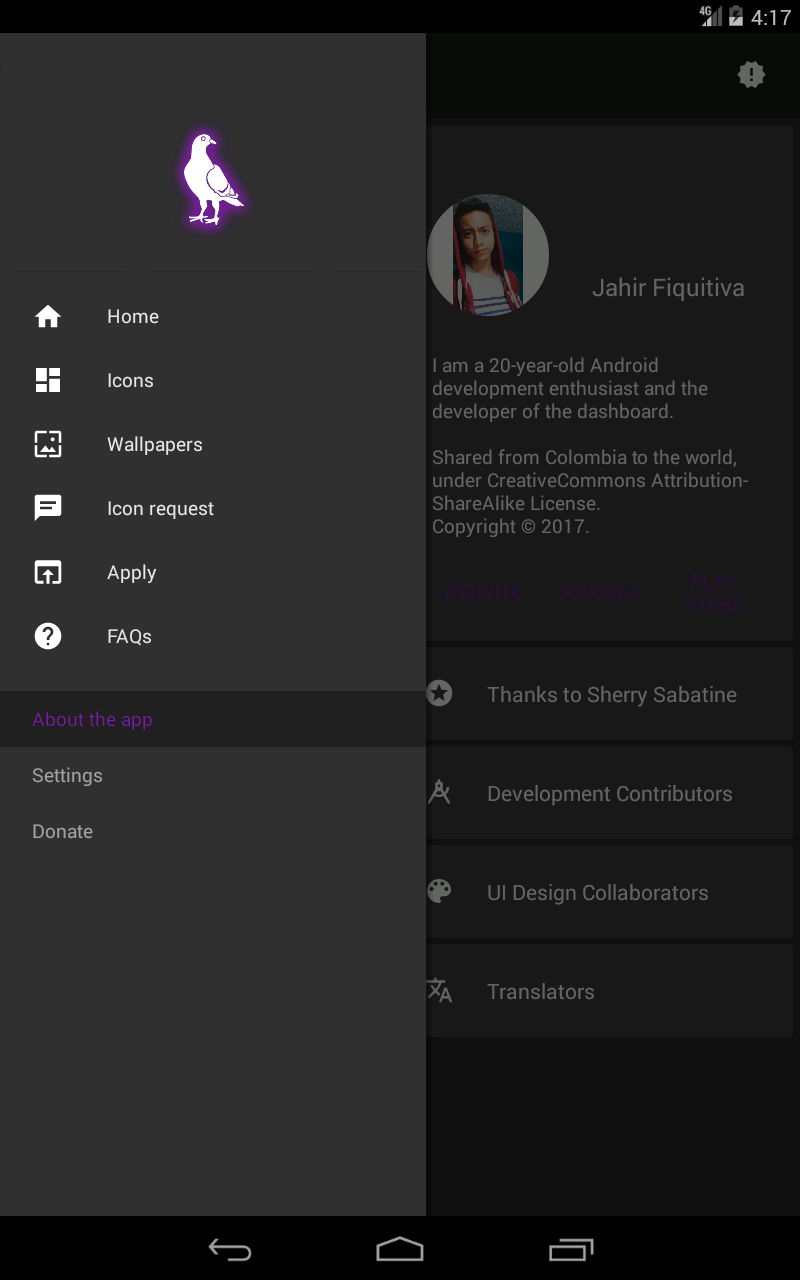 4G 4:17
Home
Icons
Wallpapers
Icon request
Apply
FAQs
About the app
Settings
Donate
Jahir Fiquitiva
I am a 20-year-old Android
development enthusiast and the
developer of the dashboard.
Shared from Colombia to the world,
under CreativeCommons Attribution-
ShareAlike License.
Copyright © 2017.
WEBSITE GOOGLE+ PLAY
STORE
Thanks to Sherry Sabatine
Development Contributors
UI Design Collaborators
Translators